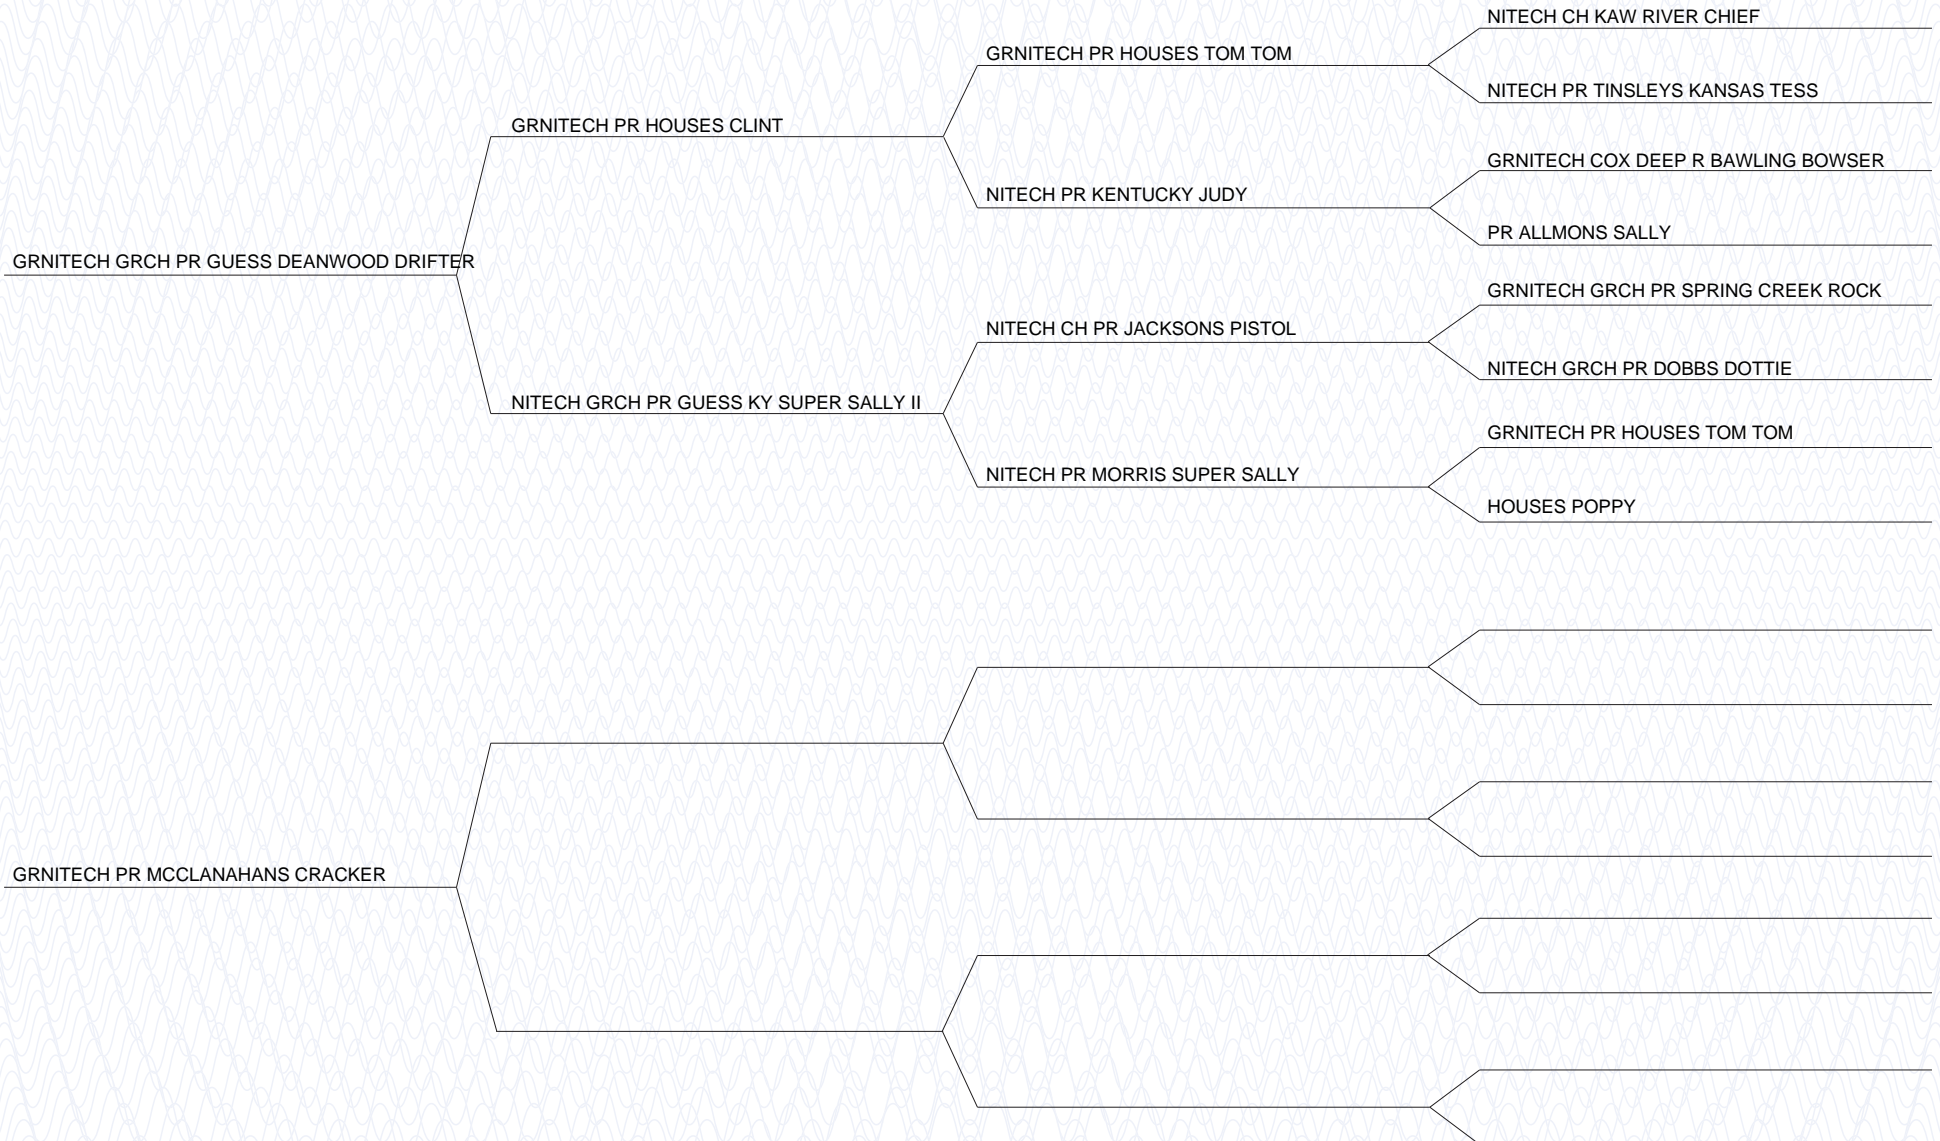 NITECH CH KAW RIVER CHIEF
GRNITECH PR HOUSES TOM TOM
NITECH PR TINSLEYS KANSAS TESS
GRNITECH PR HOUSES CLINT
GRNITECH COX DEEP R BAWLING BOWSER
NITECH PR KENTUCKY JUDY
PR ALLMONS SALLY
GRNITECH GRCH PR GUESS DEANWOOD DRIFTER
GRNITECH GRCH PR SPRING CREEK ROCK
NITECH CH PR JACKSONS PISTOL
NITECH GRCH PR DOBBS DOTTIE
NITECH GRCH PR GUESS KY SUPER SALLY II
GRNITECH PR HOUSES TOM TOM
NITECH PR MORRIS SUPER SALLY
HOUSES POPPY
GRNITECH PR MCCLANAHANS CRACKER